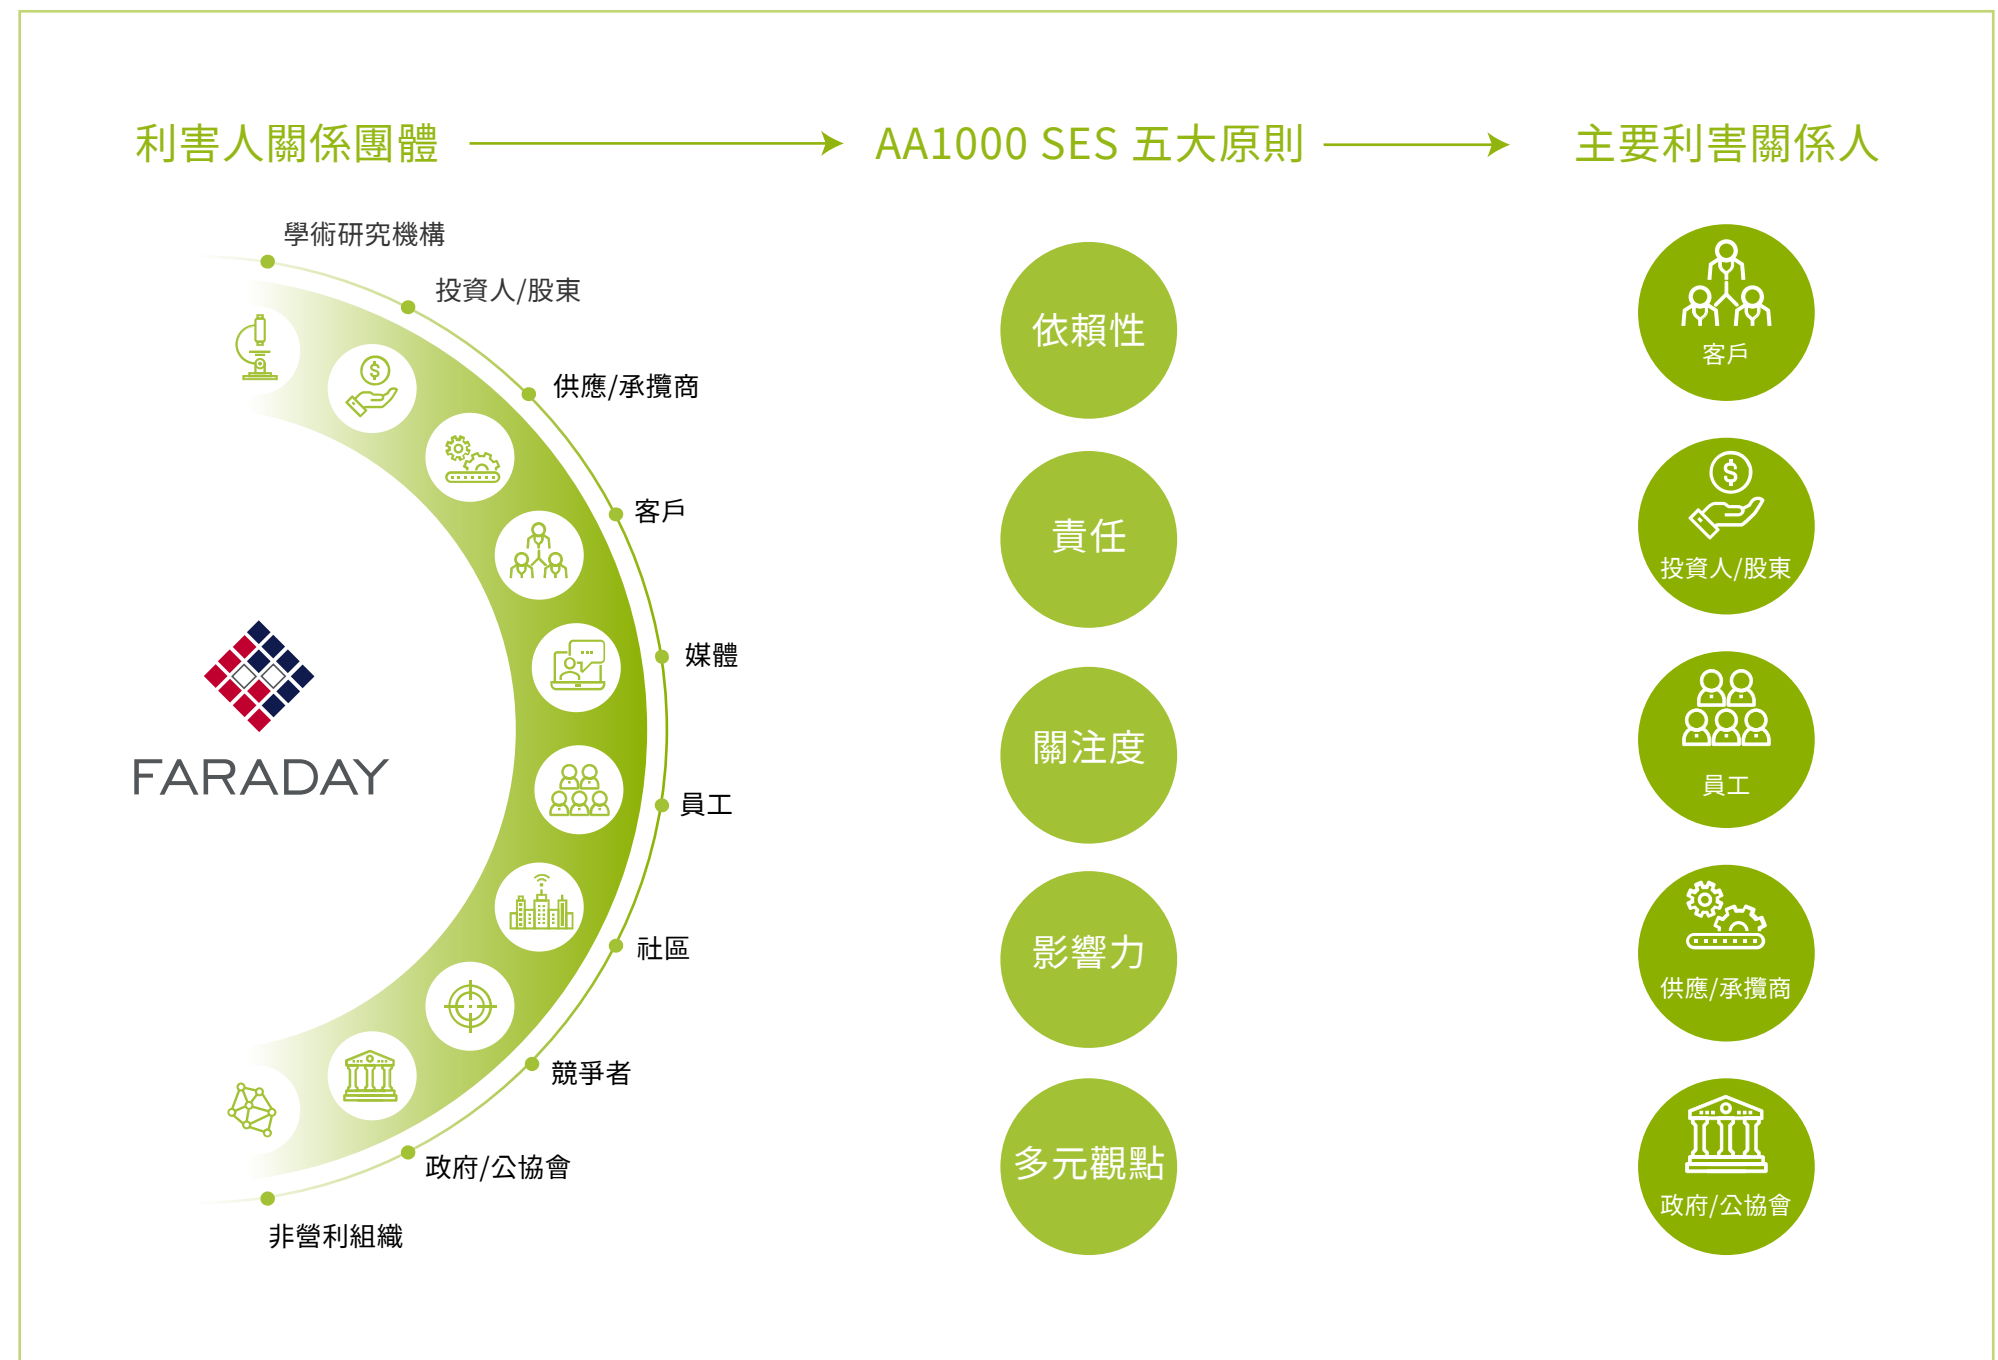 利害人關係團體
AA1000 SES 五大原則
主要利害關係人
學術研究機構
投資人/股東
供應/承攬商
客戶
媒體
員工
社區
競爭者
政府/公協會
非營利組織
FARADAY
依賴性
責任
關注度
影響力
多元觀點
客戶
投資人/股東
員工
供應/承攬商
政府/公協會